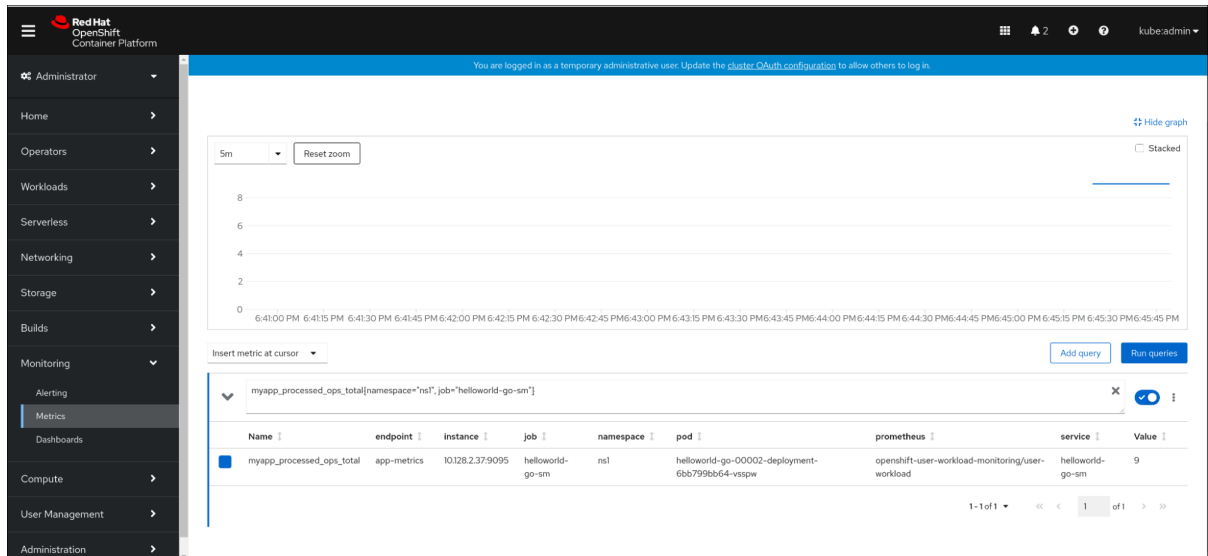 Red Hat
OpenShift
Container Platform
2
kube:admin
Administrator
You are logged in as a temporary administrative user. Update the cluster OAuth configuration to allow others to log in.
Home
Operators
Workloads
Serverless
Networking
Storage
Builds
Monitoring
Alerting
Metrics
Dashboards
Compute
User Management
Administration
Hide graph
5m
Reset zoom
Stacked
8
6
4
2
0
6:41:00 PM 6:41:15 PM 6:41:30 PM 6:41:45 PM 6:42:00 PM 6:42:15 PM 6:42:30 PM 6:42:45 PM 6:43:00 PM 6:43:15 PM 6:43:30 PM 6:43:45 PM 6:44:00 PM 6:44:15 PM 6:44:30 PM 6:44:45 PM 6:45:00 PM 6:45:15 PM 6:45:30 PM 6:45:45 PM
Insert metric at cursor
Add query
Run queries
myapp_processed_ops_total{namespace="ns1", job="helloworld-go-sm"}
Name endpoint instance job namespace pod prometheus service Value
myapp_processed_ops_total app-metrics 10.128.2.37:9095 helloworld- ns1 helloworld-go-00002-deployment- openshift-user-workload-monitoring/user- helloworld- 9
go-sm 6bb799bb64-vsspw workload go-sm
1 - 1 of 1 1 of 1